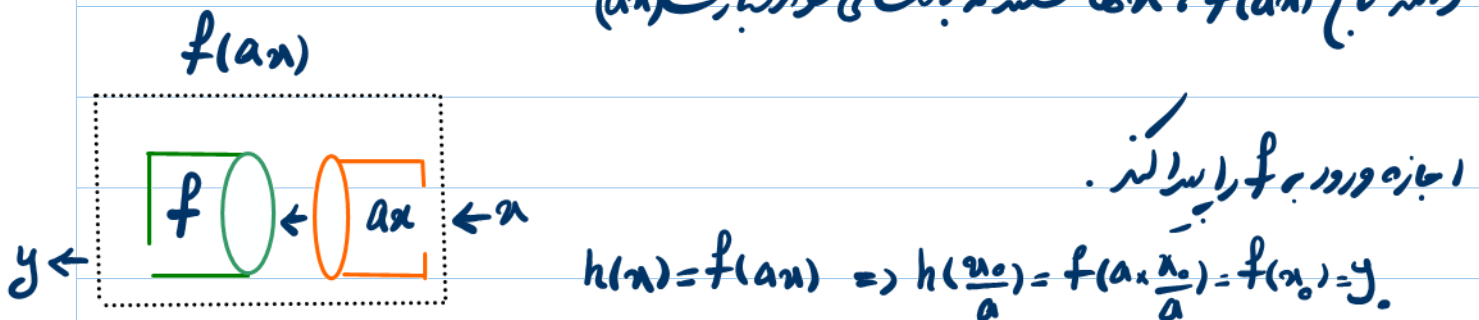 f(ax)
اجازه ورود به f را پیدا کند .
f
ax
← x
y ←
h(x) = f(ax) => h(x₀/a) = f(a × x₀/a) = f(x₀) = y₀